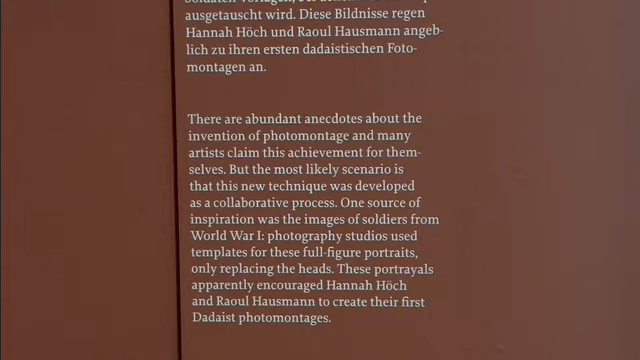 ausgetauscht wird. Diese Bildnisse regen
Hannah Höch und Raoul Hausmann angeb-
lich zu ihren ersten dadaistischen Foto-
montagen an.
There are abundant anecdotes about the
invention of photomontage and many
artists claim this achievement for them-
selves. But the most likely scenario is
that this new technique was developed
as a collaborative process. One source of
inspiration was the images of soldiers from
World War I: photography studios used
templates for these full-figure portraits,
only replacing the heads. These portrayals
apparently encouraged Hannah Höch
and Raoul Hausmann to create their first
Dadaist photomontages.